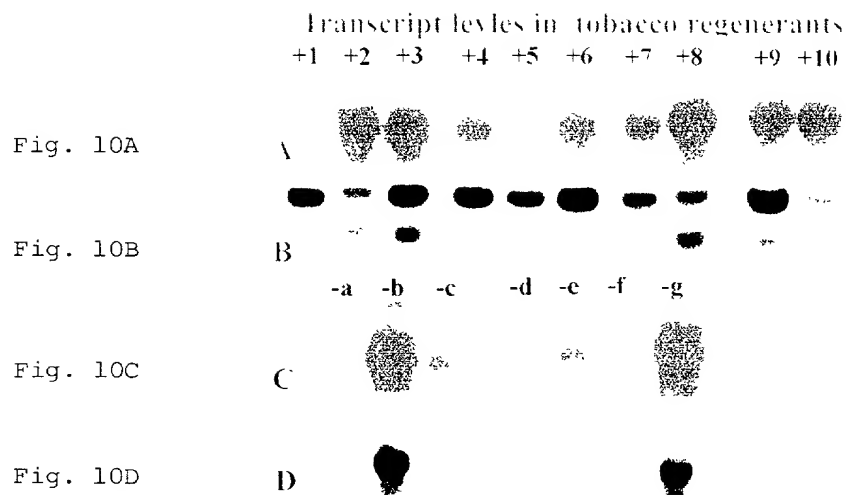 Transcript levles in tobacco regenerants
+1 +2 +3 +4 +5 +6 +7 +8 +9 +10
Fig. 10A A
Fig. 10B B
-a -b -c -d -e -f -g
Fig. 10C C
Fig. 10D D